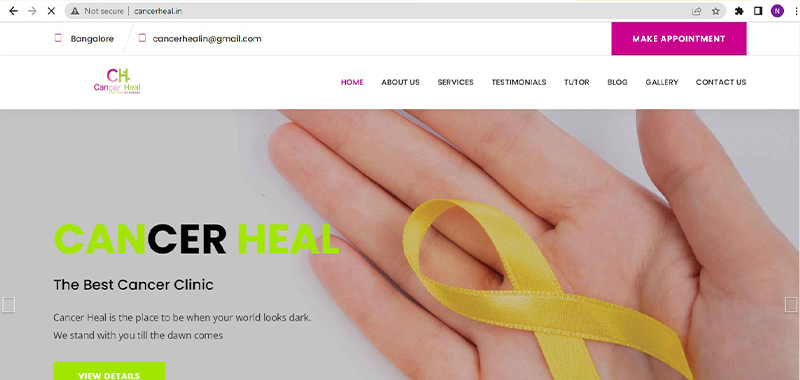 Not secure | cancerheal.in
N
Bangalore
cancerhealin@gmail.com
MAKE APPOINTMENT
CH
Cancer Heal
HOME
ABOUT US
SERVICES
TESTIMONIALS
TUTOR
BLOG
GALLERY
CONTACT US
CANCER HEAL
The Best Cancer Clinic
Cancer Heal is the place to be when your world looks dark.
We stand with you till the dawn comes
VIEW DETAILS